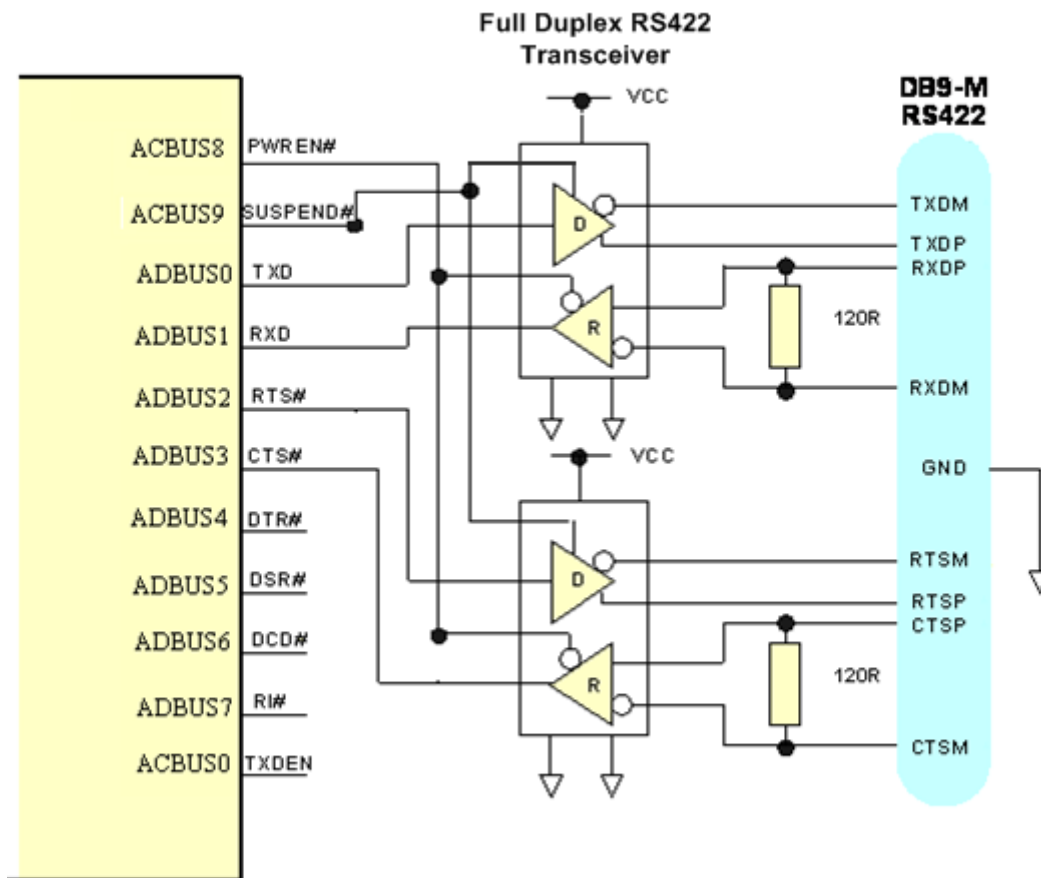 Full Duplex RS422
Transceiver
VCC
DB9-M
RS422
ACBUS8 PWREN#
ACBUS9 SUSPEND#
ADBUS0 TXD
ADBUS1 RXD
ADBUS2 RTS#
ADBUS3 CTS#
ADBUS4 DTR#
ADBUS5 DSR#
ADBUS6 DCD#
ADBUS7 RI#
ACBUS0 TXDEN
D
R
VCC
D
R
120R
120R
TXDM
TXDP
RXDP
RXDM
GND
RTSM
RTSP
CTSP
CTSM